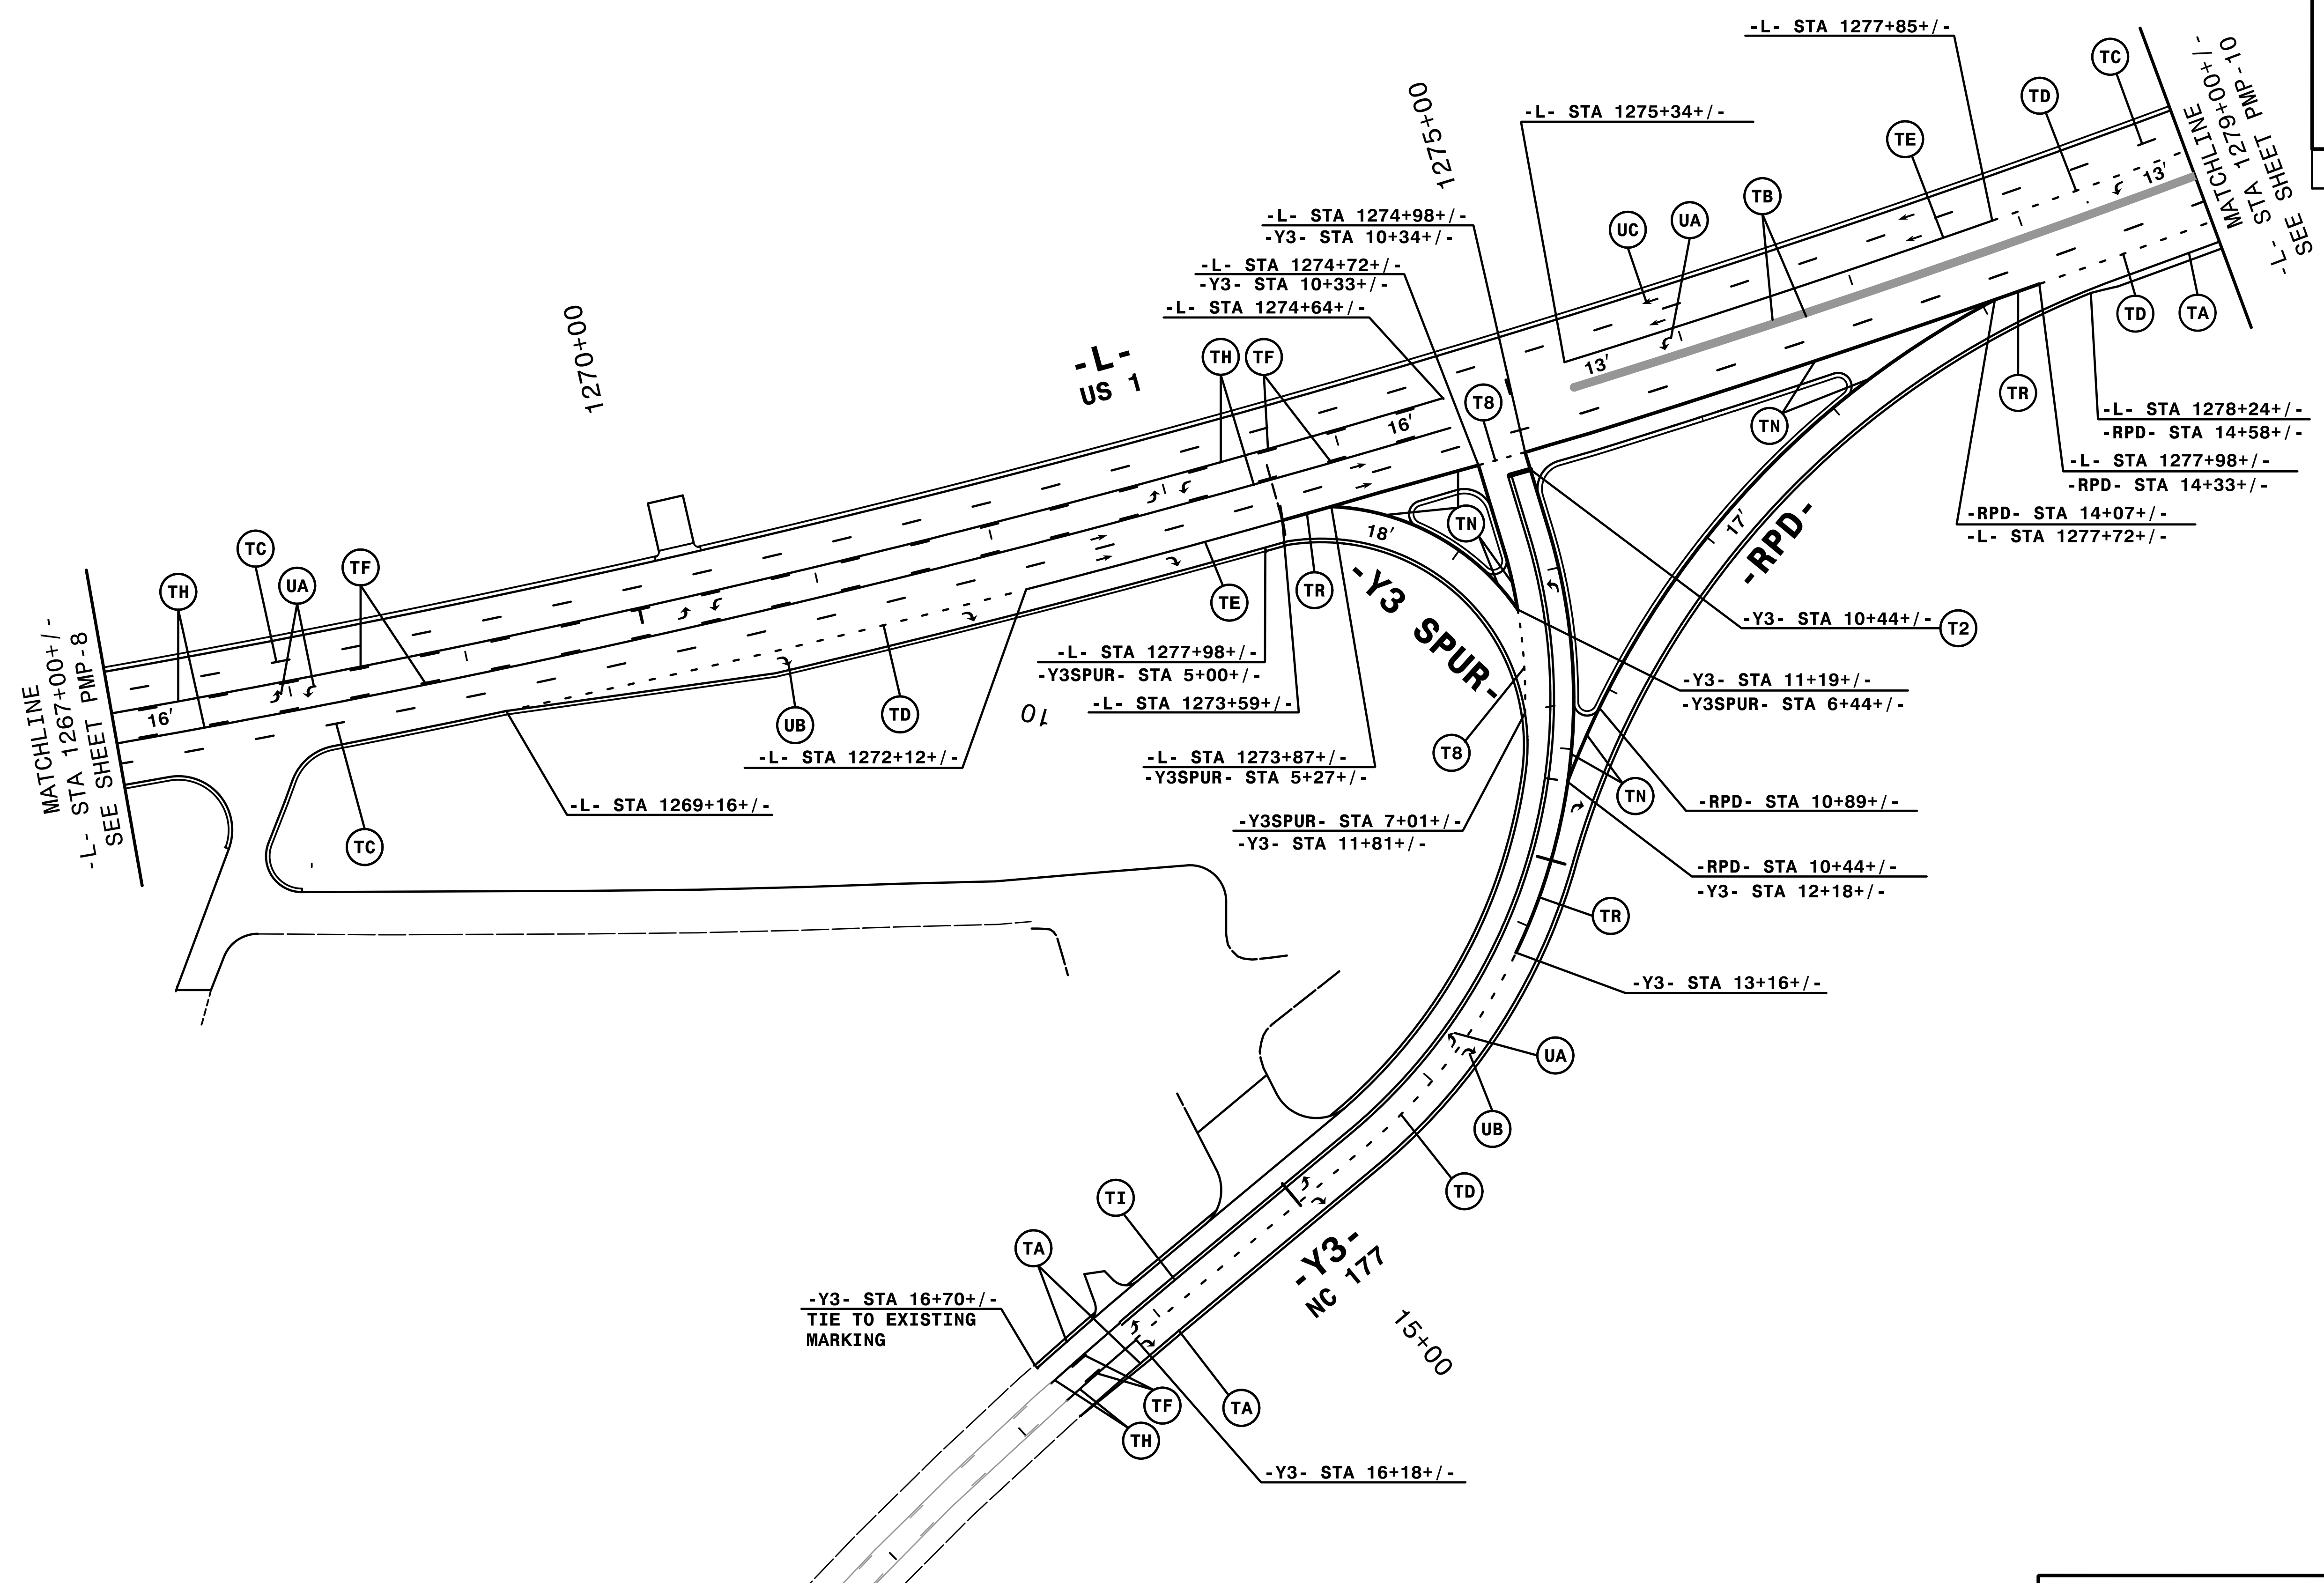 -L- STA 1277+85+/-
TC
TD
MATCHLINE
-L- STA 1279+00+/-
SEE SHEET PMP-10
-L- STA 1275+34+/-
1275+00
TE
13'
TB
UA
UC
-L- STA 1274+98+/-
-Y3- STA 10+34+/-
-L- STA 1274+72+/-
-Y3- STA 10+33+/-
-L- STA 1274+64+/-
TD
TA
1270+00
-L-
US 1
TH
TF
13'
T8
16'
TN
TR
-L- STA 1278+24+/-
-RPD- STA 14+58+/-
-L- STA 1277+98+/-
-RPD- STA 14+33+/-
-RPD- STA 14+07+/-
-L- STA 1277+72+/-
TN
18'
17'
-RPD-
TC
TH
UA
TF
TE
TR
-Y3 SPUR-
-Y3- STA 10+44+/-
T2
MATCHLINE
-L- STA 1267+00+/-
SEE SHEET PMP-8
16'
-L- STA 1277+98+/-
-Y3SPUR- STA 5+00+/-
-L- STA 1273+59+/-
10
UB
TD
-Y3- STA 11+19+/-
-Y3SPUR- STA 6+44+/-
-L- STA 1272+12+/-
-L- STA 1273+87+/-
-Y3SPUR- STA 5+27+/-
T8
-L- STA 1269+16+/-
TN
-RPD- STA 10+89+/-
-Y3SPUR- STA 7+01+/-
-Y3- STA 11+81+/-
TC
-RPD- STA 10+44+/-
-Y3- STA 12+18+/-
TR
-Y3- STA 13+16+/-
UA
UB
TD
TI
TA
-Y3-
NC 177
-Y3- STA 16+70+/-
TIE TO EXISTING
MARKING
15+00
TF
TA
TH
-Y3- STA 16+18+/-